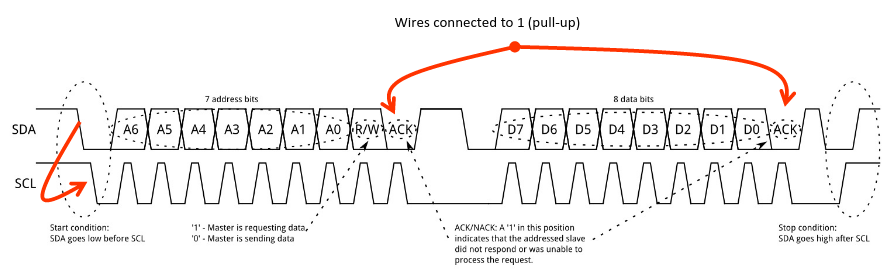 Wires connected to 1 (pull-up)
7 address bits
8 data bits
SDA A6 A5 A4 A3 A2 A1 A0 R/W ACK D7 D6 D5 D4 D3 D2 D1 D0 ACK
SCL
Start condition:
SDA goes low before SCL
'1' - Master is requesting data
'0' - Master is sending data
ACK/NACK: A '1' in this position
indicates that the addressed slave
did not respond or was unable to
process the request.
Stop condition:
SDA goes high after SCL